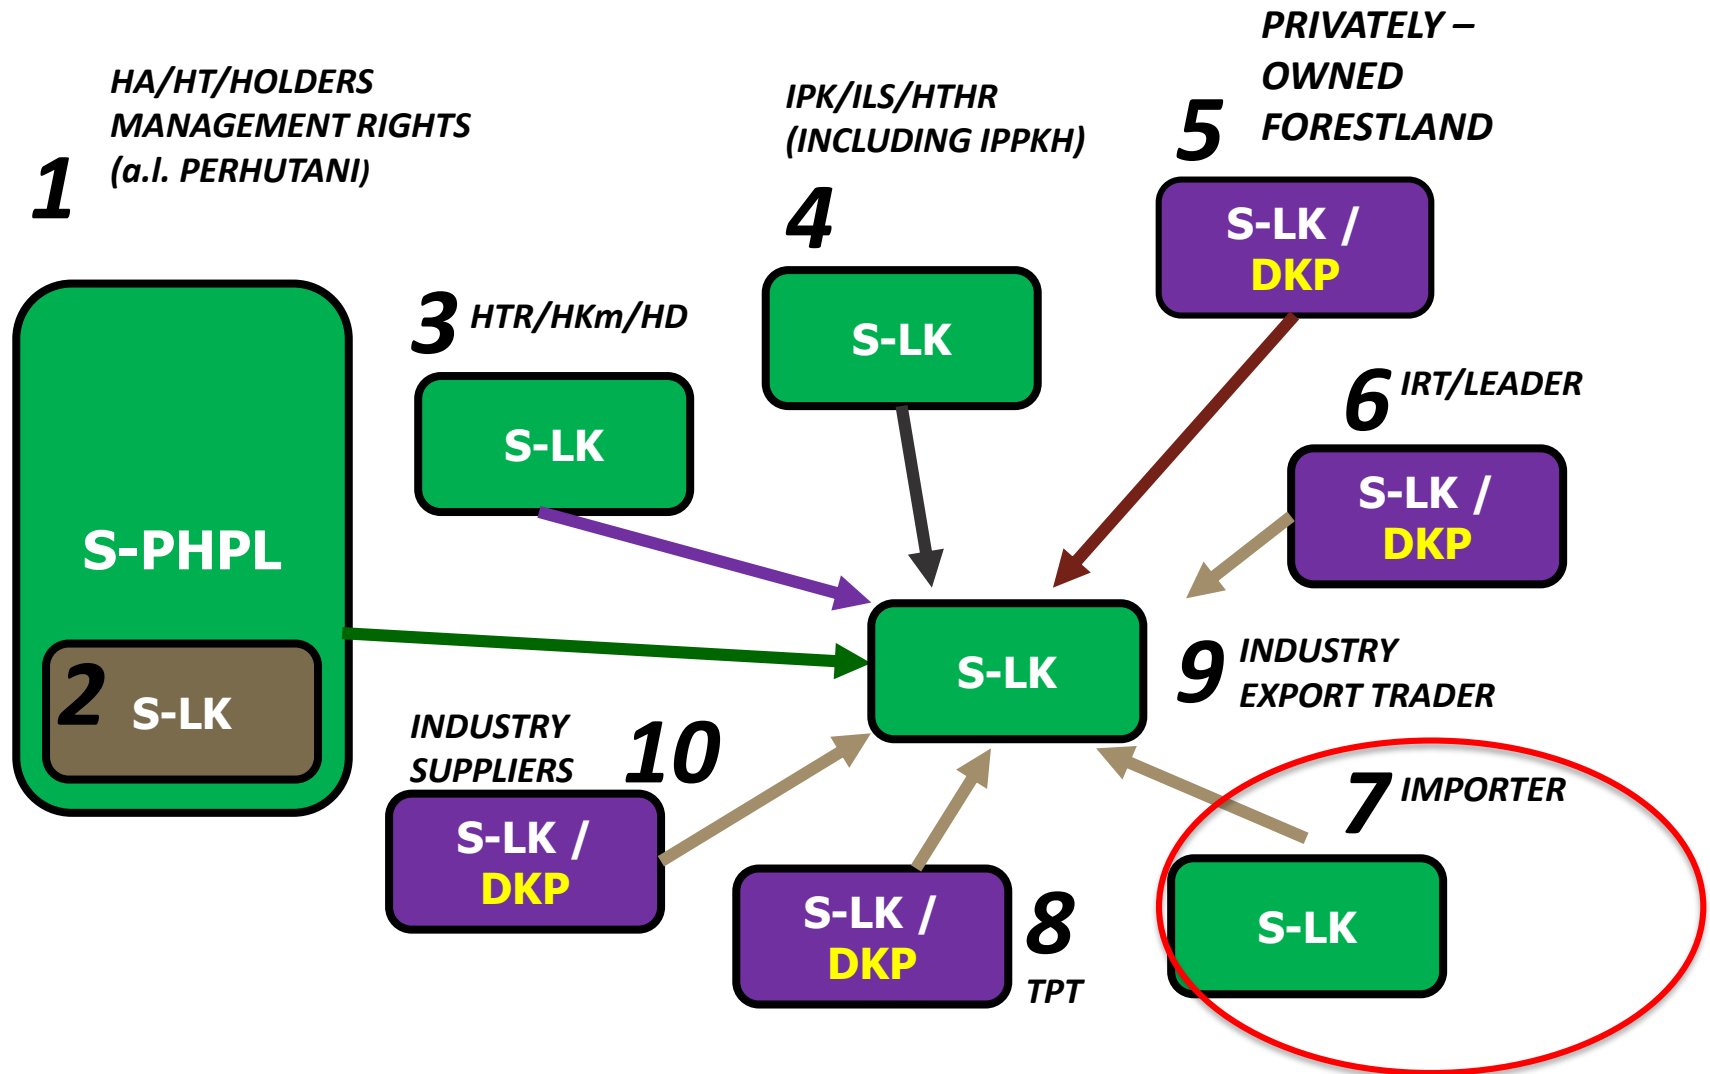 1
HA/HT/HOLDERS
MANAGEMENT RIGHTS
(a.l. PERHUTANI)
S-PHPL
2
S-LK
3
HTR/HKm/HD
S-LK
IPK/ILS/HTHR
(INCLUDING IPPKH)
4
S-LK
5
PRIVATELY –
OWNED
FORESTLAND
S-LK /
DKP
6
IRT/LEADER
S-LK /
DKP
S-LK
9
INDUSTRY
EXPORT TRADER
INDUSTRY
SUPPLIERS
10
S-LK /
DKP
S-LK /
DKP
8
TPT
7
IMPORTER
S-LK